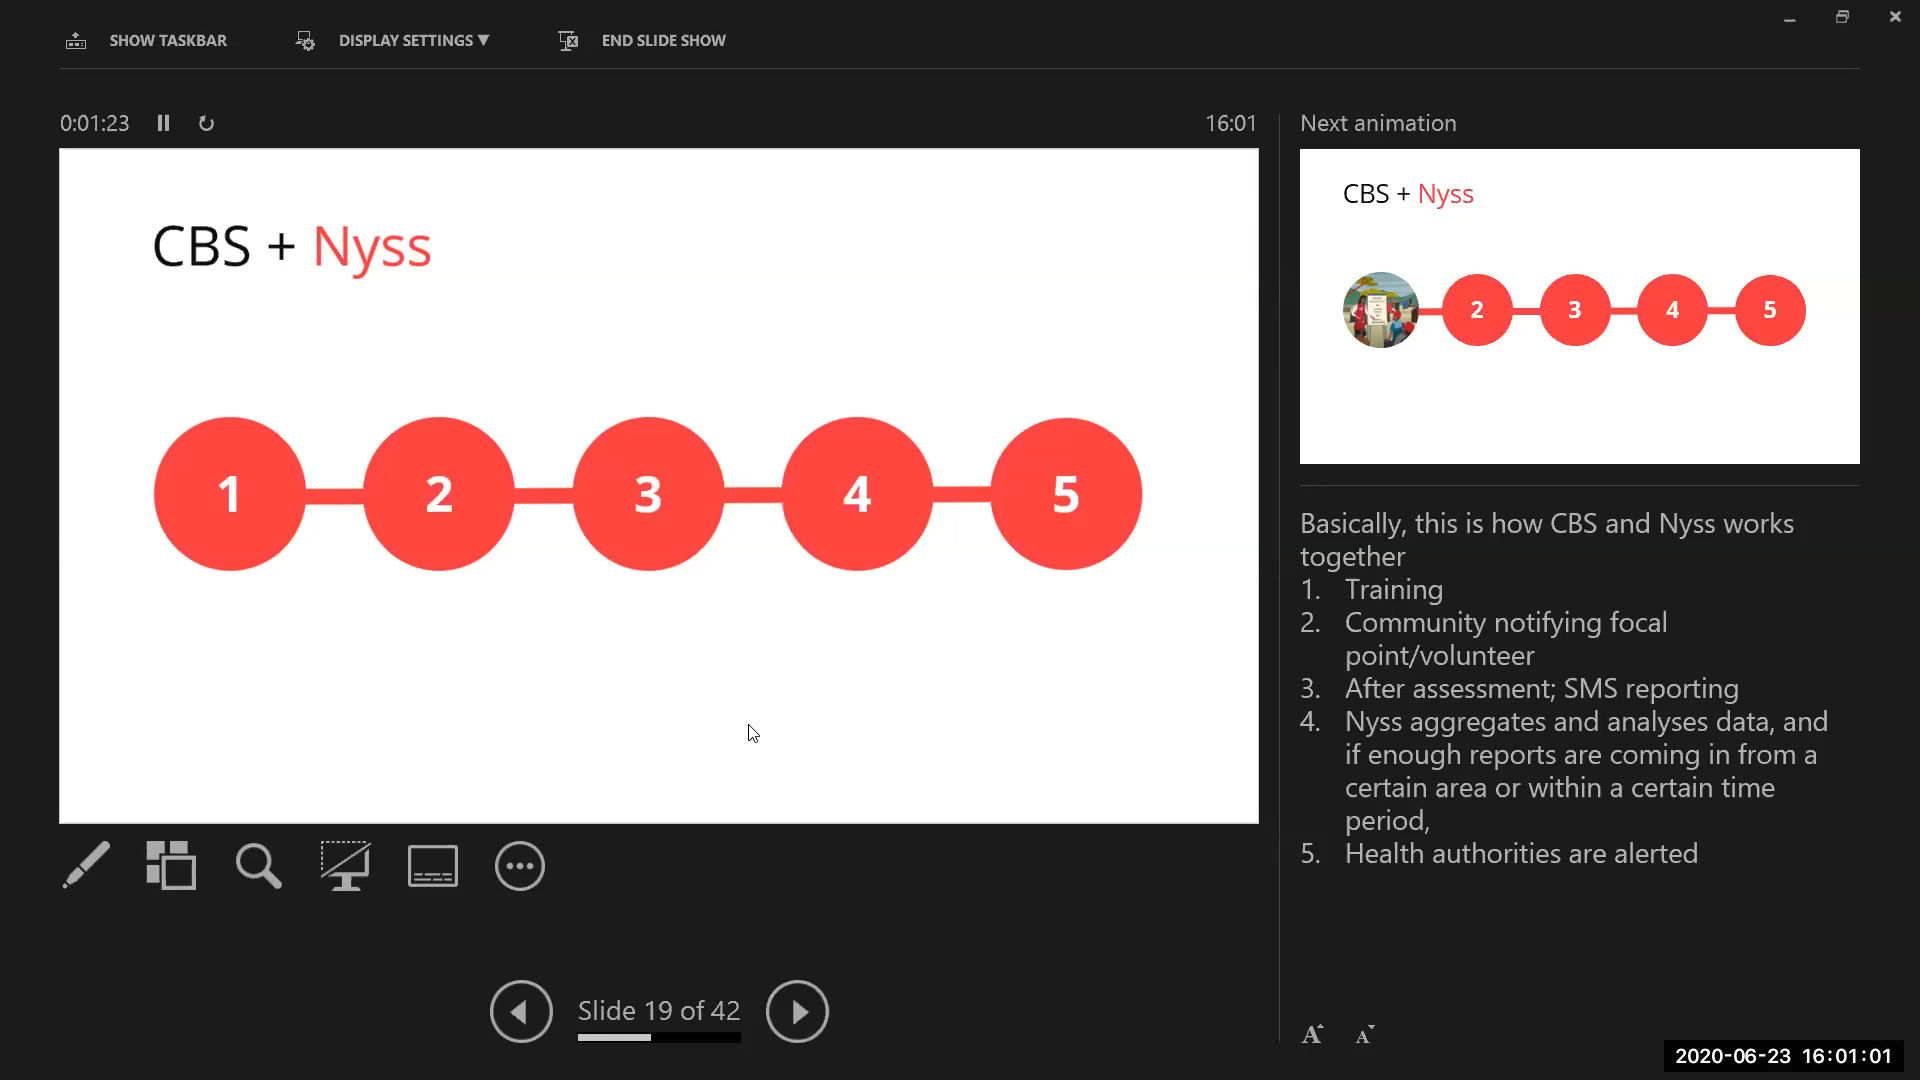 SHOW TASKBAR
DISPLAY SETTINGS ▼
END SLIDE SHOW
0:01:23
16:01
Next animation
CBS + Nyss
1 2 3 4 5
CBS + Nyss
2 3 4 5
Basically, this is how CBS and Nyss works
together
1. Training
2. Community notifying focal
point/volunteer
3. After assessment; SMS reporting
4. Nyss aggregates and analyses data, and
if enough reports are coming in from a
certain area or within a certain time
period,
5. Health authorities are alerted
Slide 19 of 42
A A
2020-06-23 16:01:01